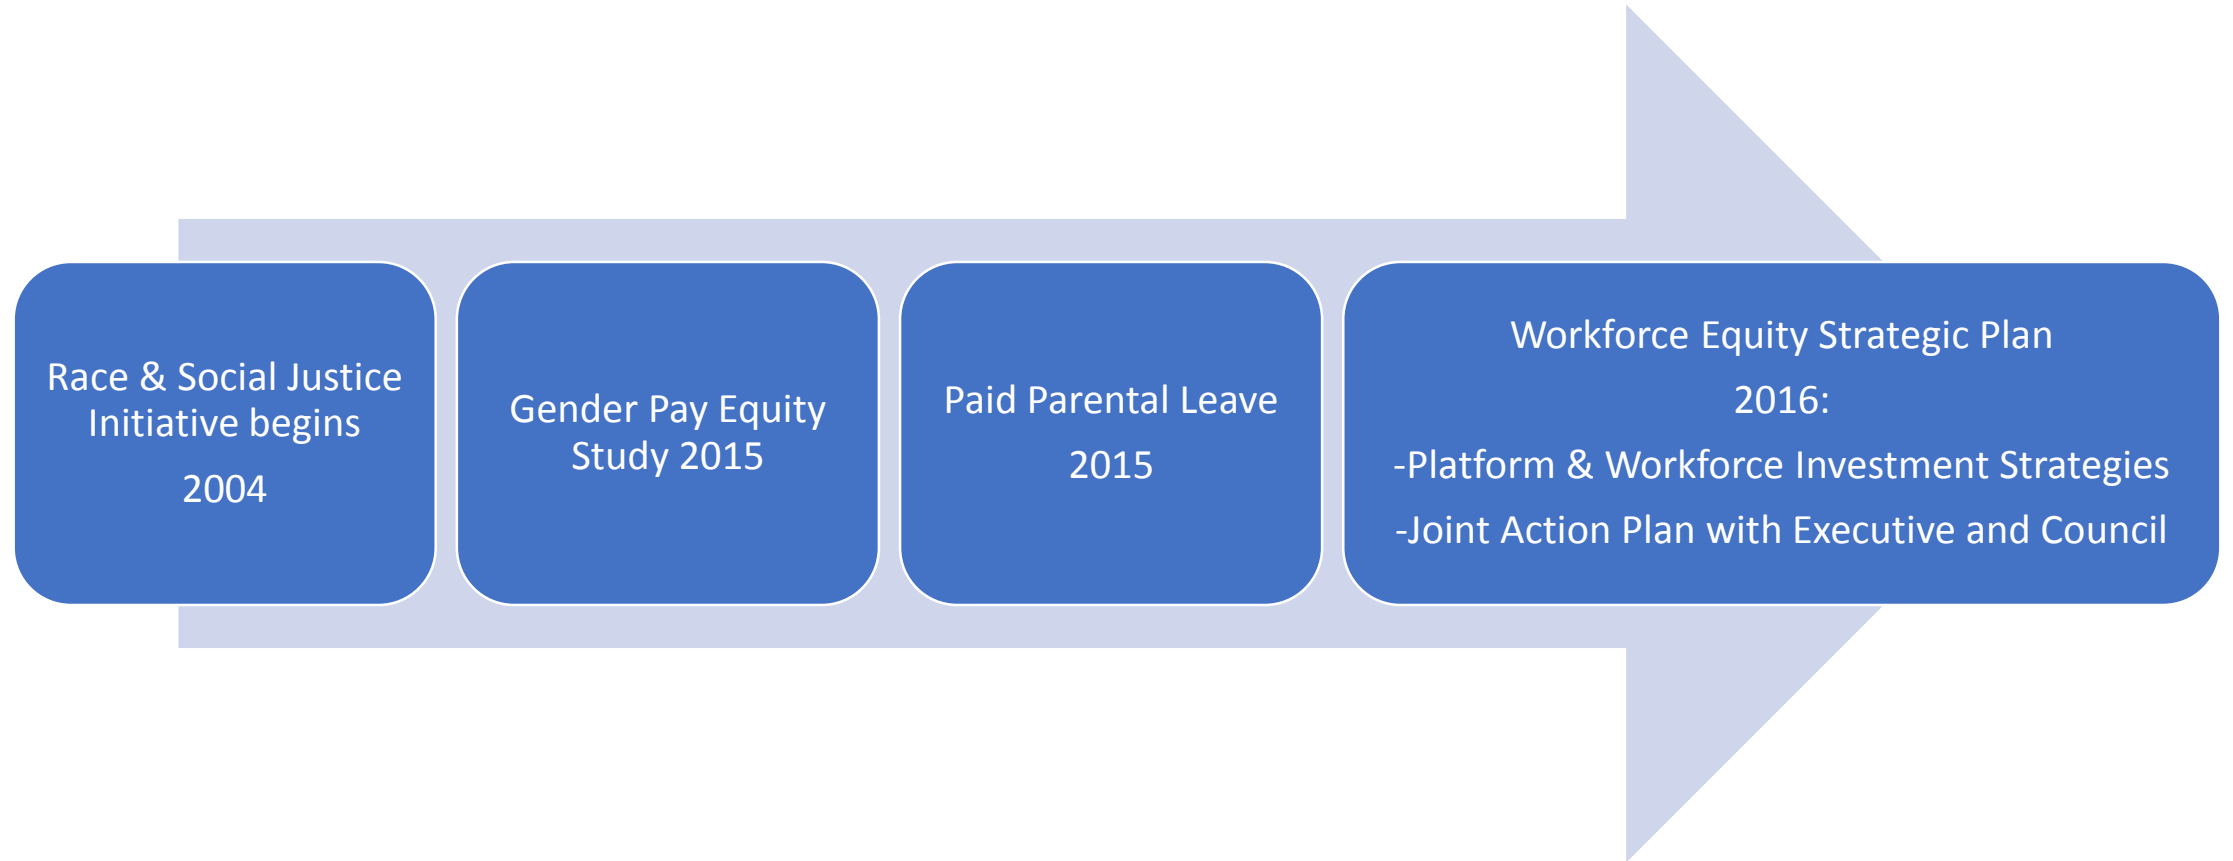 Race & Social Justice
Initiative begins
2004
Gender Pay Equity
Study 2015
Paid Parental Leave
2015
Workforce Equity Strategic Plan
2016:
-Platform & Workforce Investment Strategies
-Joint Action Plan with Executive and Council